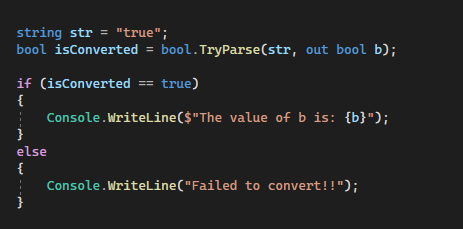 string str = "true";
bool isConverted = bool.TryParse(str, out bool b);
if (isConverted == true)
{
    Console.WriteLine($"The value of b is: {b}");
}
else
{
    Console.WriteLine("Failed to convert!!");
}